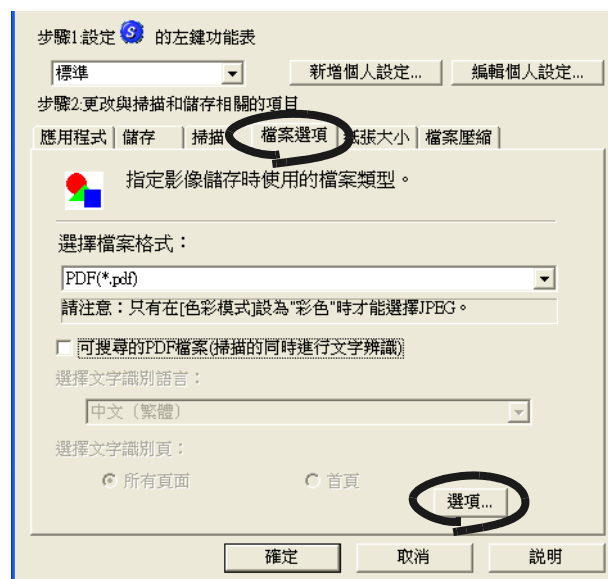 步驟1:設定 S 的左鍵功能表
標準 新增個人設定... 編輯個人設定...
步驟2:更改與掃描和儲存相關的項目
應用程式 儲存 掃描 檔案選項 紙張大小 檔案壓縮
指定影像儲存時使用的檔案類型。
選擇檔案格式：
PDF(*.pdf)
請注意：只有在[色彩模式]設為"彩色"時才能選擇JPEG。
可搜尋的PDF檔案(掃描的同時進行文字辨識)
選擇文字識別語言：
中文（繁體）
選擇文字識別頁：
所有頁面 首頁
選項...
確定 取消 説明